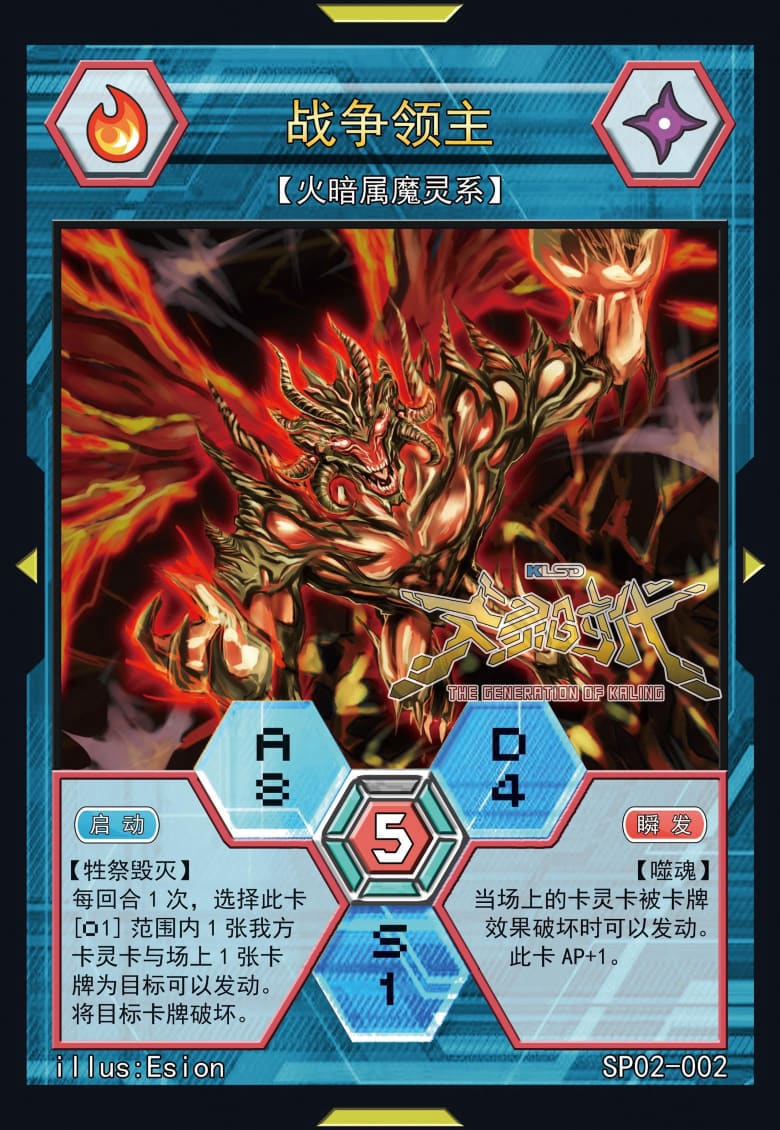 战争领主
【火暗属魔灵系】
KLSD
卡灵时代
THE GENERATION OF KALING
A
8
D
4
5
S
1
启动
【牲祭毁灭】
每回合1次，选择此卡
[O1]范围内1张我方
卡灵卡与场上1张卡
牌为目标可以发动。
将目标卡牌破坏。
瞬发
【噬魂】
当场上的卡灵卡被卡牌
效果破坏时可以发动。
此卡AP+1。
illus:Esion
SP02-002